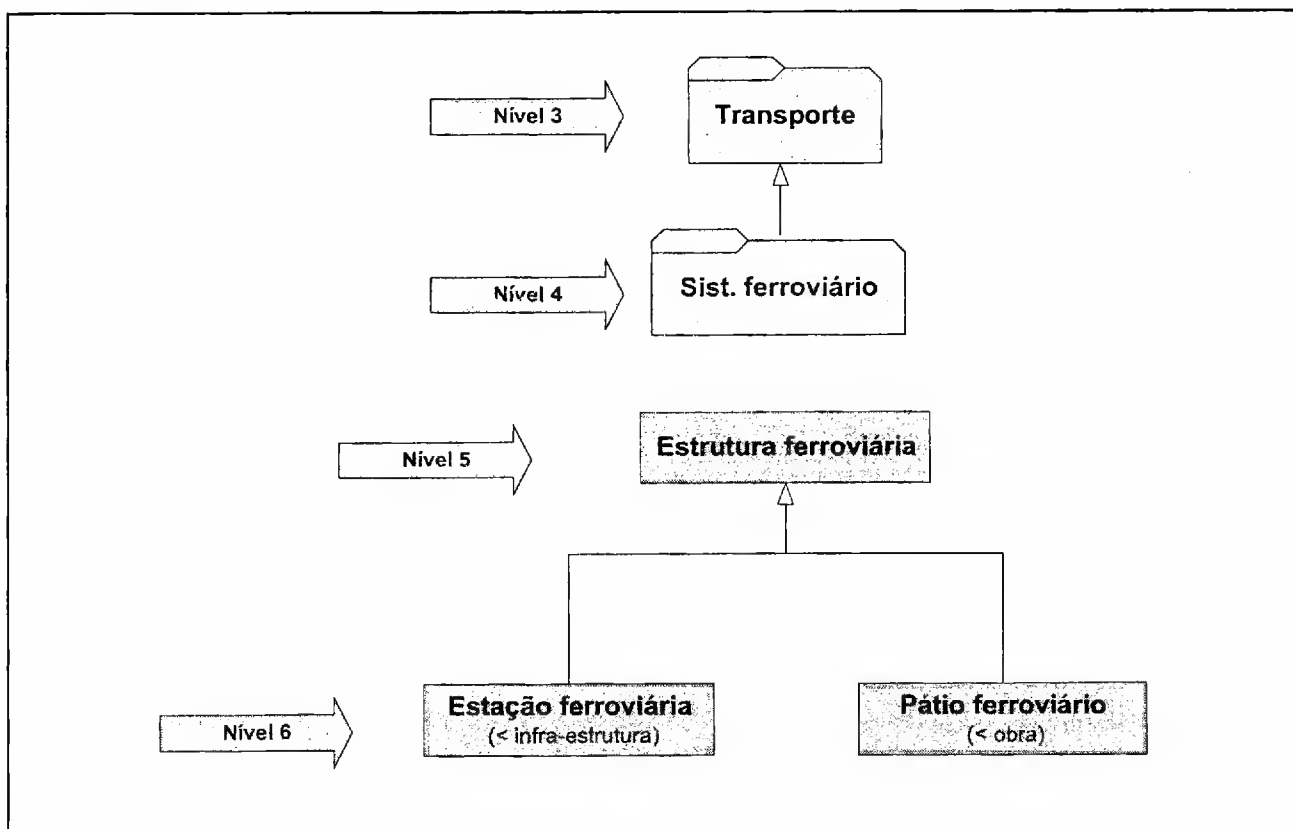 Nível 3
Transporte
Nível 4
Sist. ferroviário
Estrutura ferroviária
Nível 5
Estação ferroviária
(< infra-estrutura)
Pátio ferroviário
(< obra)
Nível 6